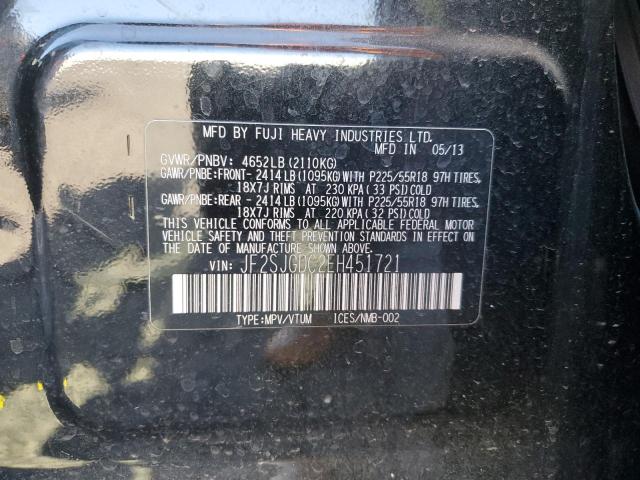 MFD BY FUJI HEAVY INDUSTRIES LTD.
MFD IN 05/13
GVWR/PNBV: 4652LB(2110KG)
GAWR/PNBE:FRONT- 2414LB(1095KG)WITH P225/55R18 97H TIRES,
18X7J RIMS AT 230 KPA(33 PSI)COLD
GAWR/PNBE:REAR - 2414LB(1095KG)WITH P225/55R18 97H TIRES,
18X7J RIMS AT 220 KPA(32 PSI)COLD
THIS VEHICLE CONFORMS TO ALL APPLICABLE FEDERAL MOTOR
VEHICLE SAFETY AND THEFT PREVENTION STANDARDS IN EFFECT ON
THE DATE OF MANUFACTURE SHOWN ABOVE.
VIN: JF2SJGDC2EH451721
TYPE:MPV/VTUM ICES/NMB-002